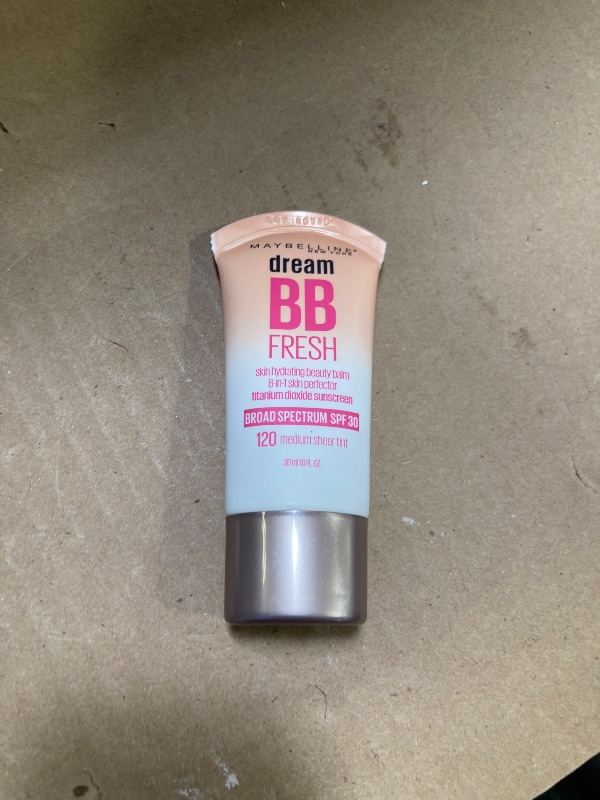 MAYBELLINE
NEW YORK
dream
BB
FRESH
skin hydrating beauty balm
8-in-1 skin perfector
titanium dioxide sunscreen
BROAD SPECTRUM SPF 30
120 medium sheer tint
30 ml/1.0 FL. OZ.